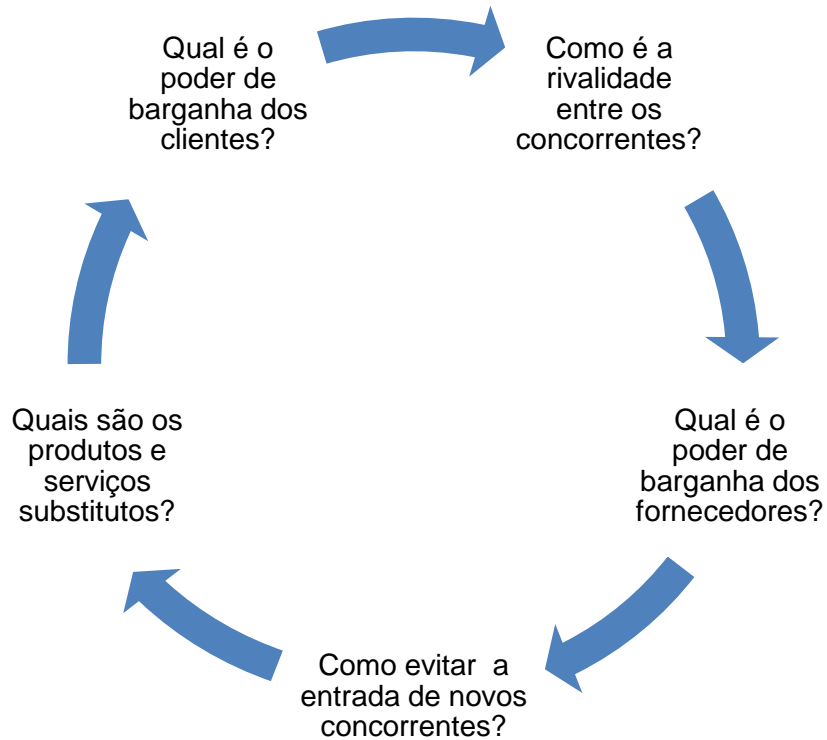 Qual é o
poder de
barganha dos
clientes?
Como é a
rivalidade
entre os
concorrentes?
Qual é o
poder de
barganha dos
fornecedores?
Como evitar  a
entrada de novos
concorrentes?
Quais são os
produtos e
serviços
substitutos?